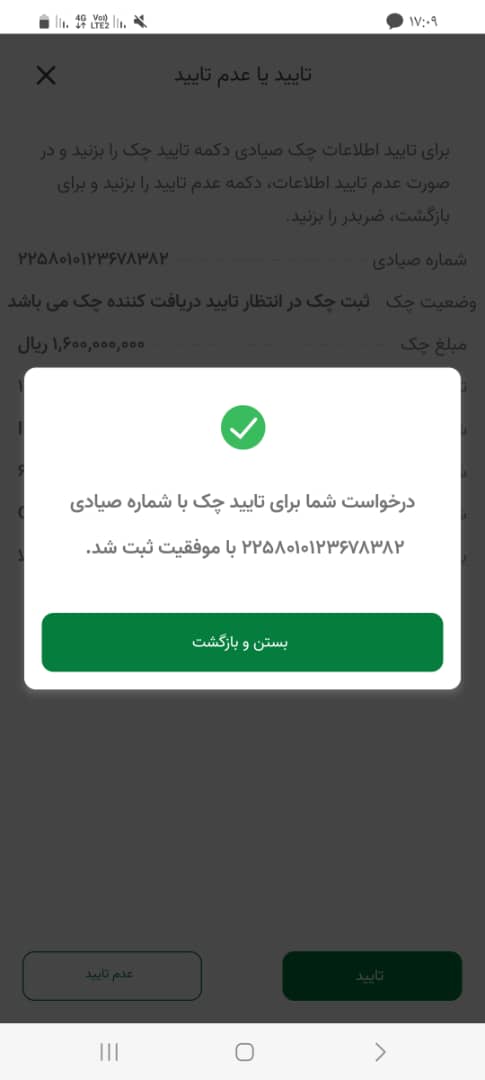 ۱۷:۰۹
4G VoI) LTE2
تایید یا عدم تایید
برای تایید اطلاعات چک صیادی دکمه تایید چک را بزنید و در
صورت عدم تایید اطلاعات، دکمه عدم تایید را بزنید و برای
بازگشت، ضربدر را بزنید.
شماره صیادی ۲۲۵۸۰۱۰۱۲۳۶۷۸۳۸۲
وضعیت چک ثبت چک در انتظار تایید دریافت کننده چک می باشد
مبلغ چک ۱,۶۰۰,۰۰۰,۰۰۰ ریال
درخواست شما برای تایید چک با شماره صیادی
۲۲۵۸۰۱۰۱۲۳۶۷۸۳۸۲ با موفقیت ثبت شد.
بستن و بازگشت
تایید
عدم تایید